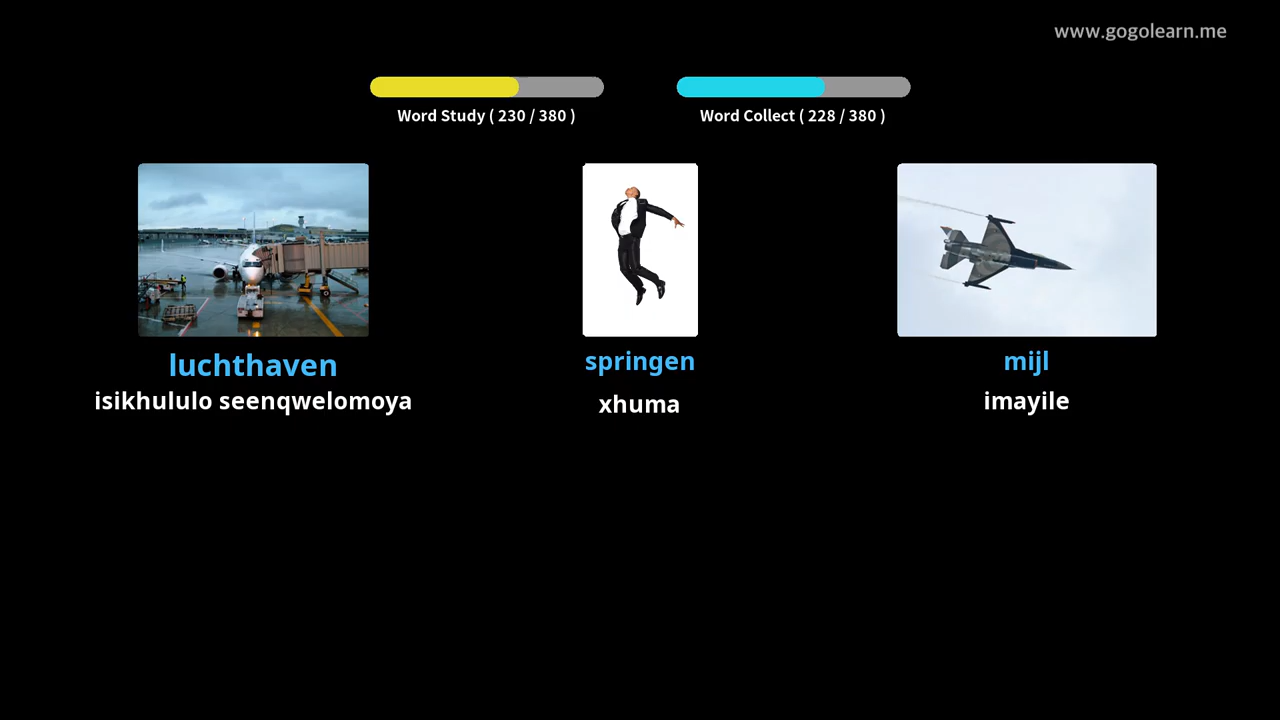 www.gogolearn.me
Word Study ( 230 / 380 )
Word Collect ( 228 / 380 )
luchthaven
isikhululo seenqwelomoya
springen
xhuma
mijl
imayile